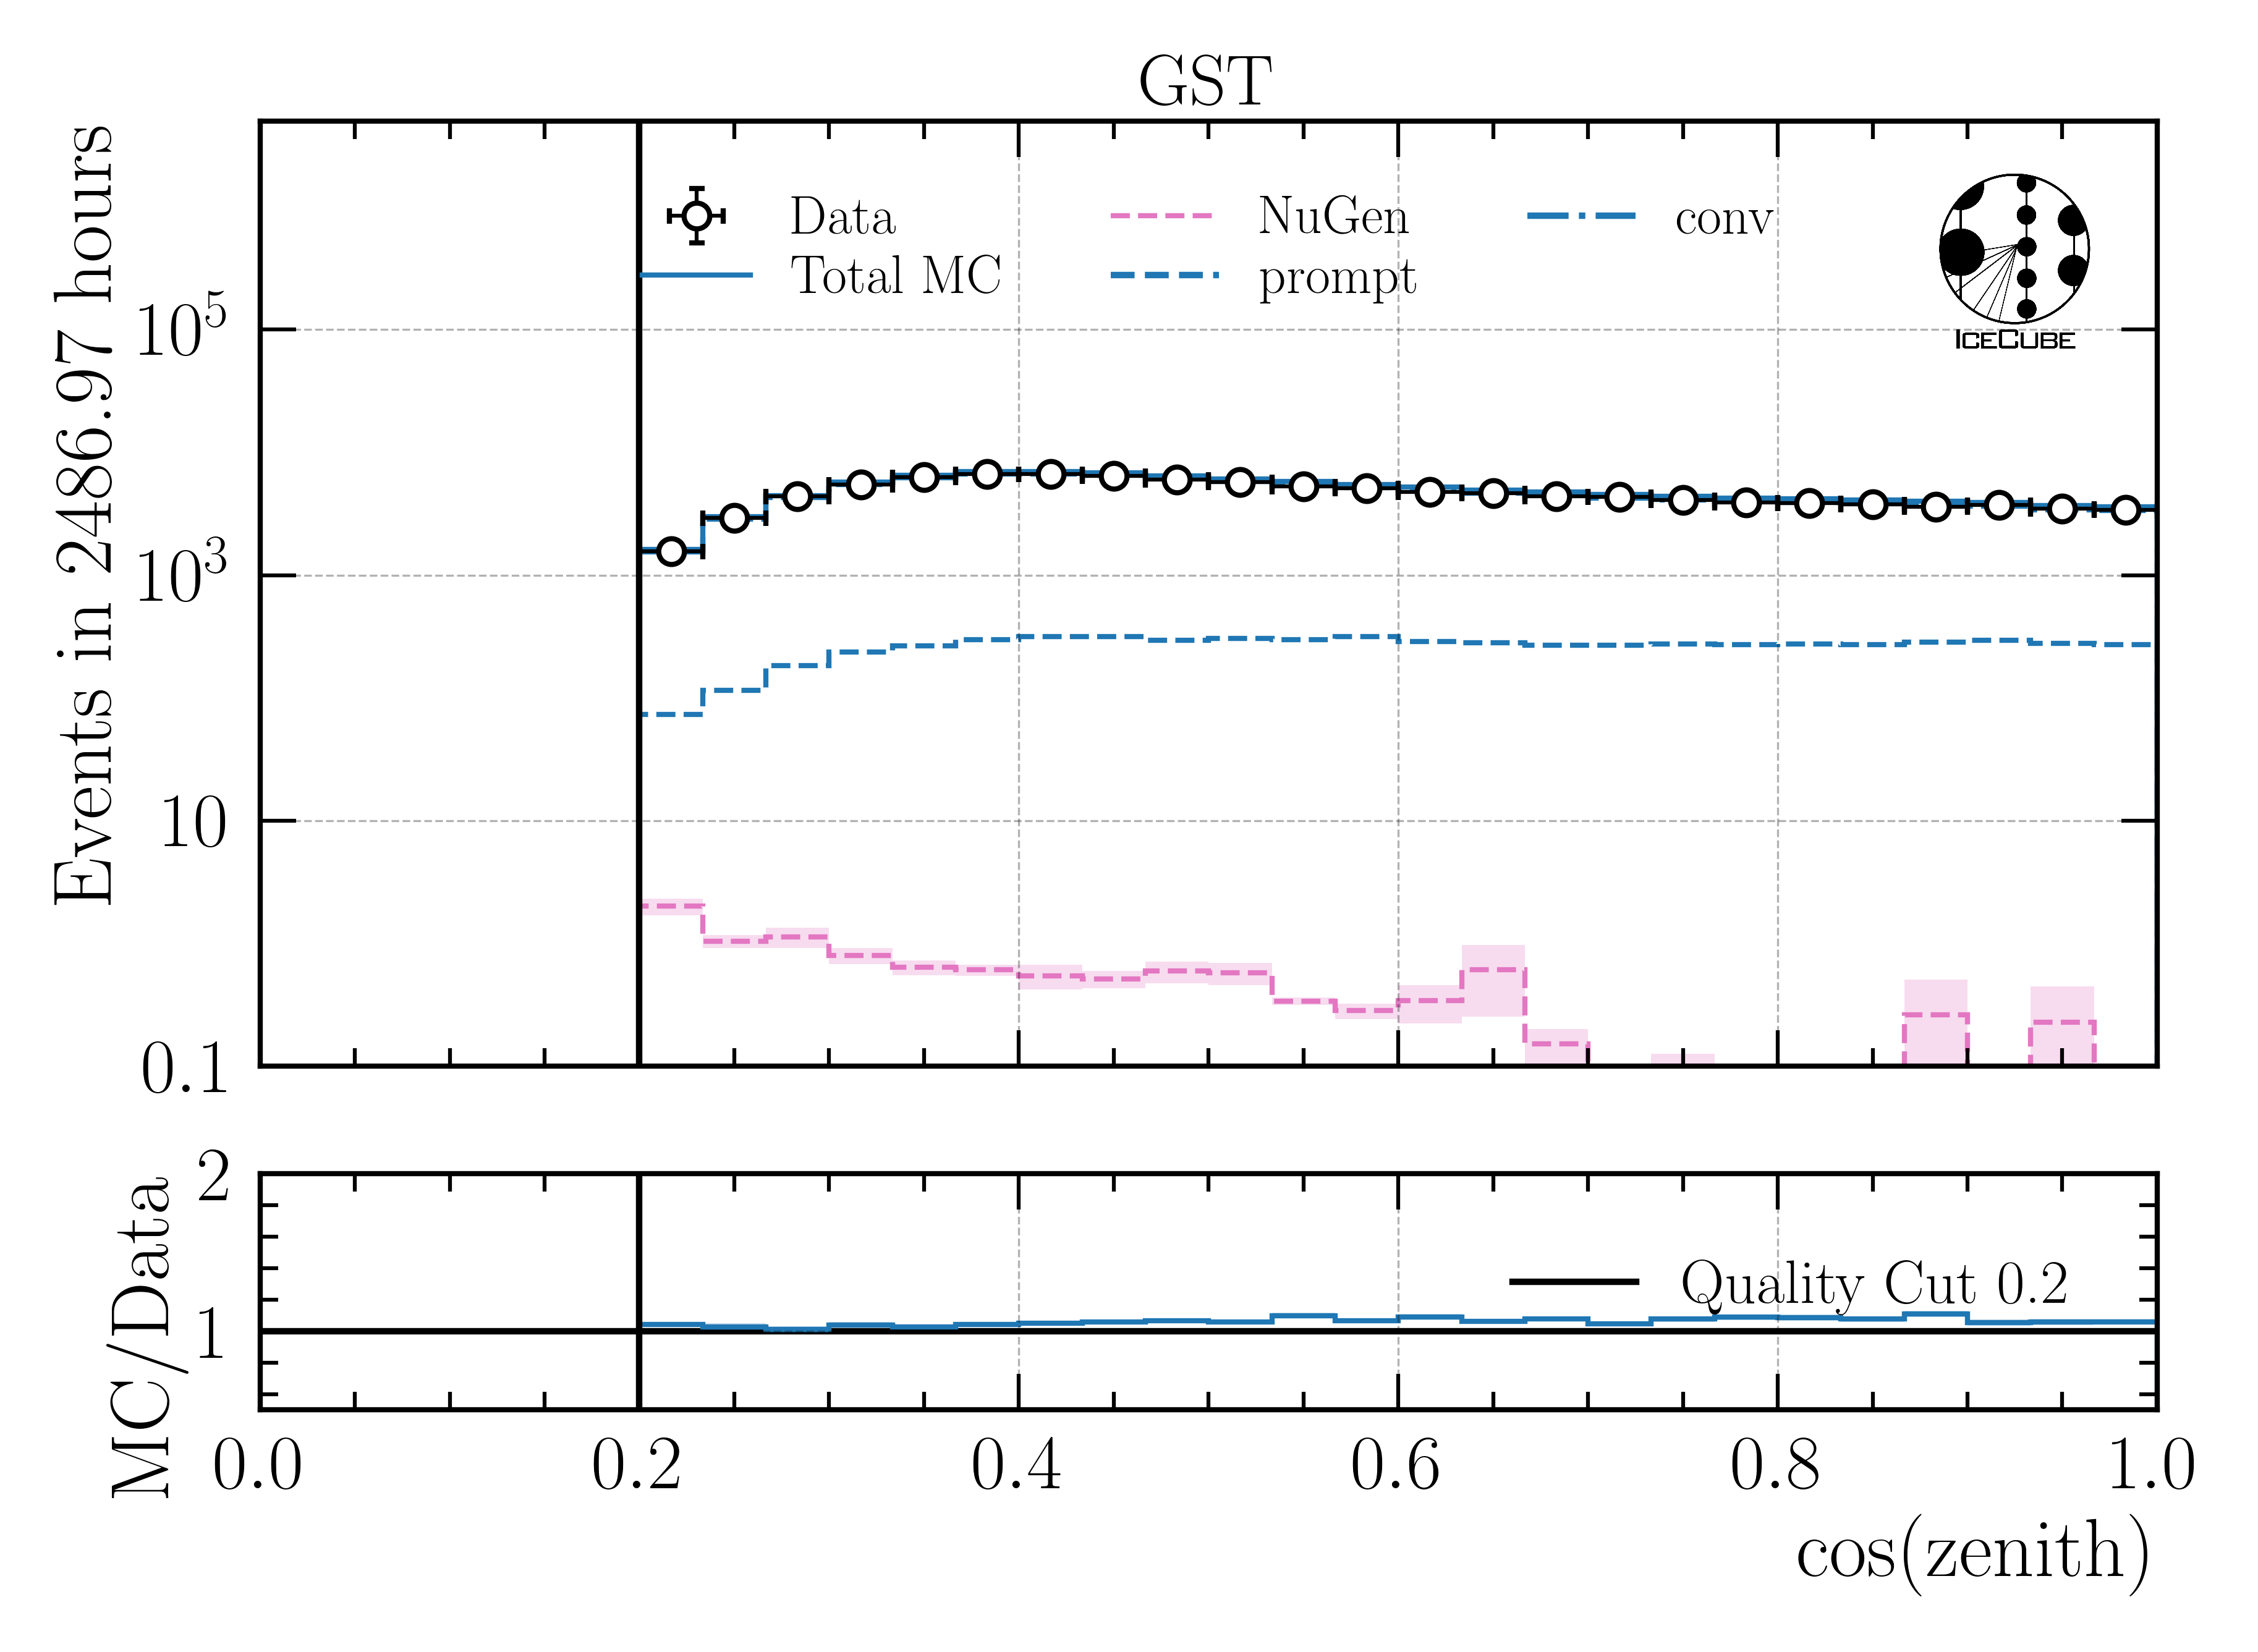 GST
Events in 2486.97 hours
10^5
10^3
10
0.1
Data
Total MC
NuGen
prompt
conv
ICECUBE
MC/Data
2
1
Quality Cut 0.2
0.0 0.2 0.4 0.6 0.8 1.0
cos(zenith)